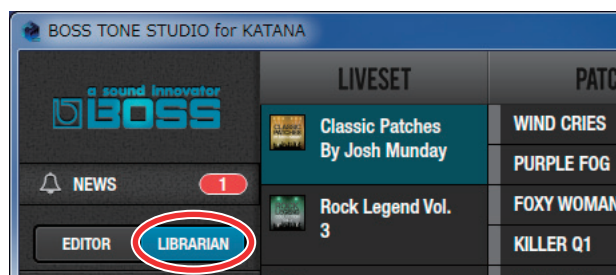 BOSS TONE STUDIO for KATANA
a sound innovator
BOSS
NEWS
1
EDITOR
LIBRARIAN
LIVESET
Classic Patches
By Josh Munday
Rock Legend Vol.
3
PATC
WIND CRIES
PURPLE FOG
FOXY WOMAN
KILLER Q1